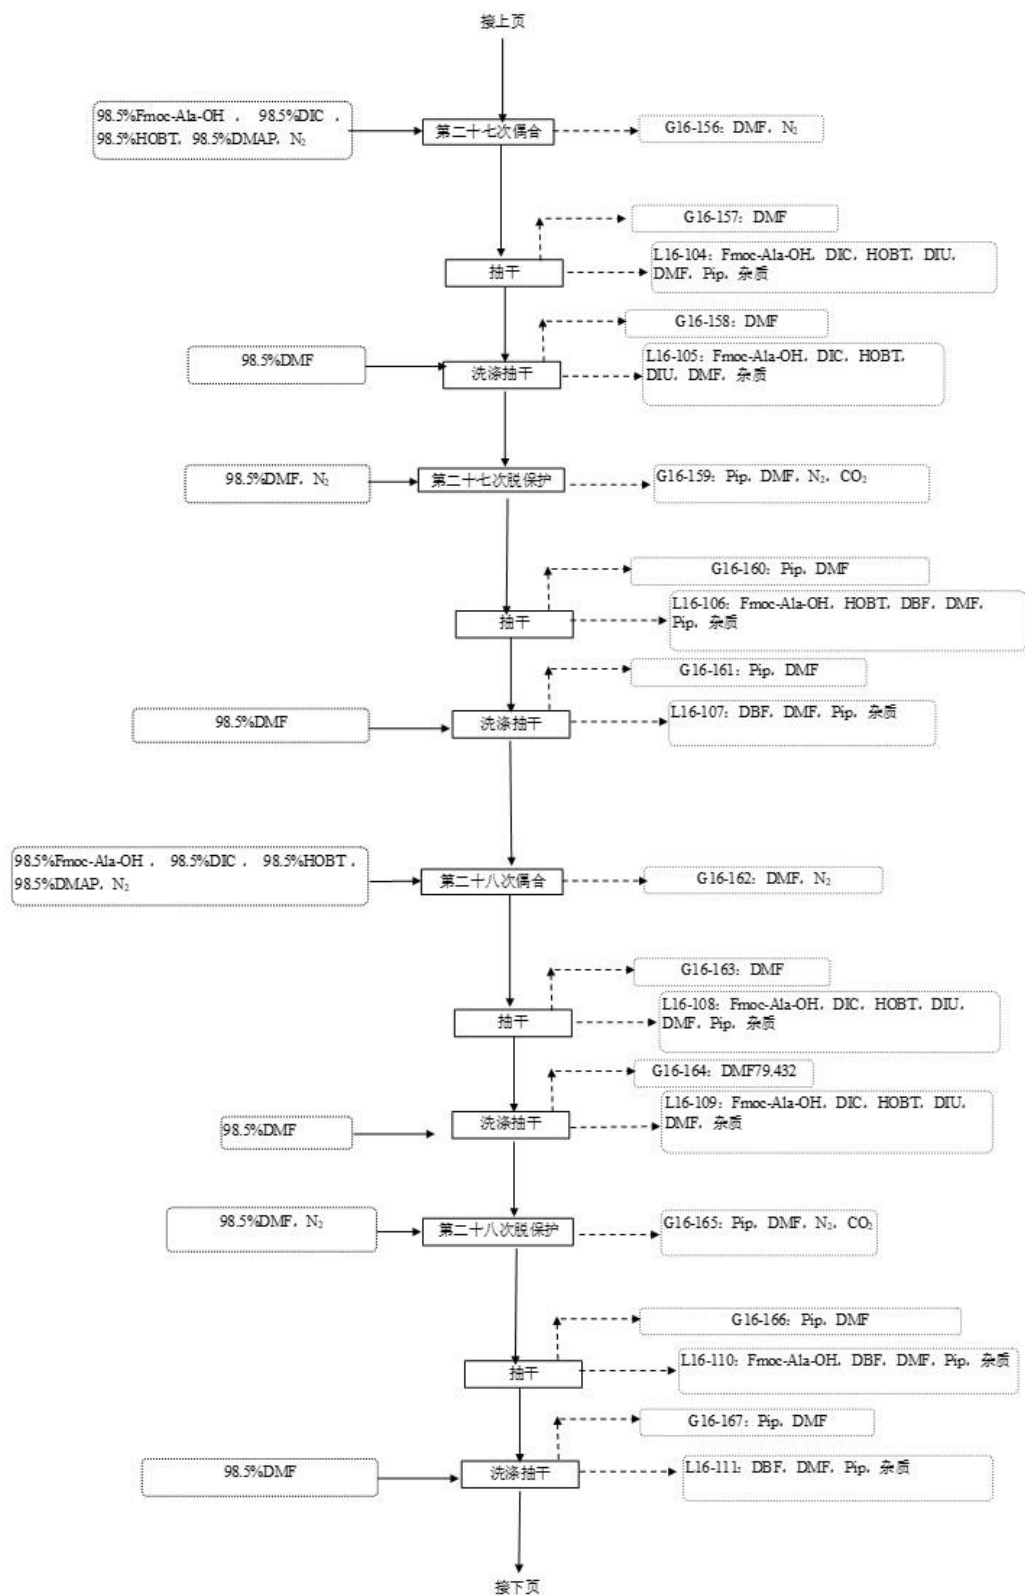 接上页
98.5%Fmoc-Ala-OH， 98.5%DIC，
98.5%HOBT，98.5%DMAP，N₂
第二十七次偶合
G16-156：DMF，N₂
G16-157：DMF
抽干
L16-104：Fmoc-Ala-OH，DIC，HOBT，DIU，
DMF，Pip，杂质
G16-158：DMF
98.5%DMF
洗涤抽干
L16-105：Fmoc-Ala-OH，DIC，HOBT，
DIU，DMF，杂质
98.5%DMF，N₂
第二十七次脱保护
G16-159：Pip，DMF，N₂，CO₂
G16-160：Pip，DMF
抽干
L16-106：Fmoc-Ala-OH，HOBT，DBF，DMF，
Pip，杂质
G16-161：Pip，DMF
98.5%DMF
洗涤抽干
L16-107：DBF，DMF，Pip，杂质
98.5%Fmoc-Ala-OH， 98.5%DIC， 98.5%HOBT，
98.5%DMAP，N₂
第二十八次偶合
G16-162：DMF，N₂
G16-163：DMF
抽干
L16-108：Fmoc-Ala-OH，DIC，HOBT，DIU，
DMF，Pip，杂质
G16-164：DMF79.432
98.5%DMF
洗涤抽干
L16-109：Fmoc-Ala-OH，DIC，HOBT，DIU，
DMF，杂质
98.5%DMF，N₂
第二十八次脱保护
G16-165：Pip，DMF，N₂，CO₂
G16-166：Pip，DMF
抽干
L16-110：Fmoc-Ala-OH，DBF，DMF，Pip，杂质
G16-167：Pip，DMF
98.5%DMF
洗涤抽干
L16-111：DBF，DMF，Pip，杂质
接下页